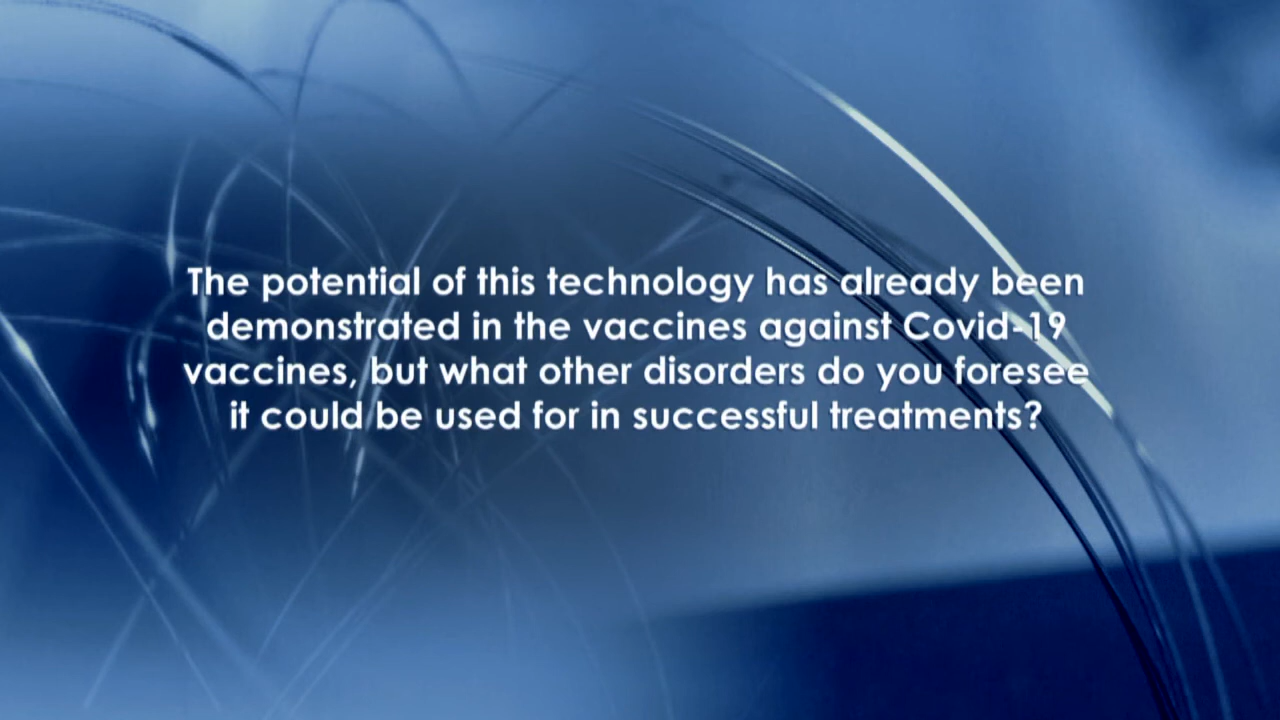 The potential of this technology has already been
demonstrated in the vaccines against Covid-19
vaccines, but what other disorders do you foresee
it could be used for in successful treatments?